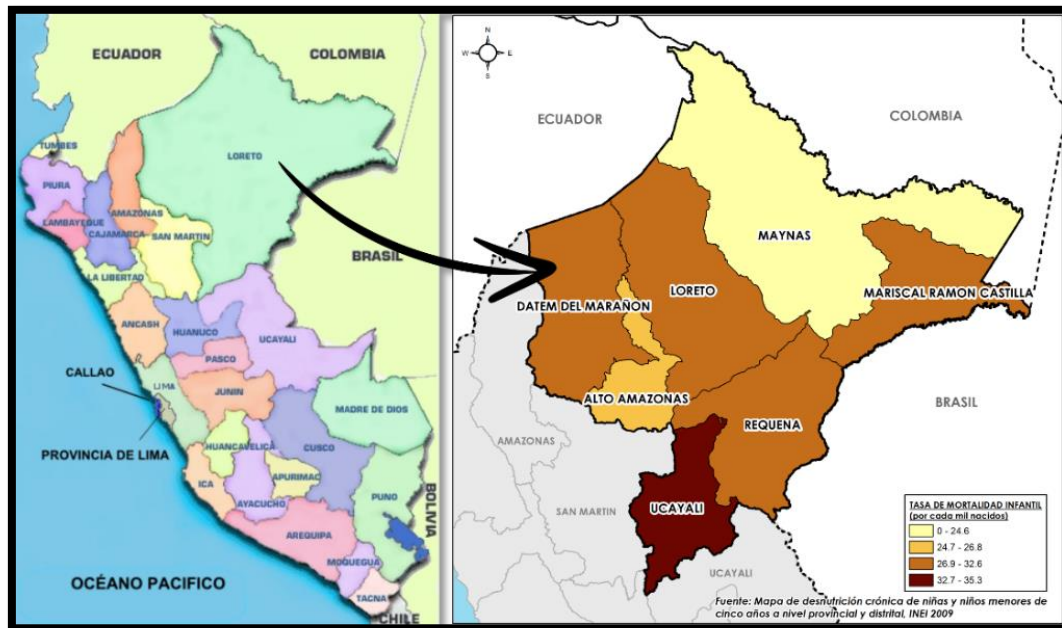 ECUADOR
COLOMBIA
TUMBES
LORETO
PIURA
AMAZONAS
LAMBAYEQUE
CAJAMARCA
SAN MARTIN
BRASIL
LA LIBERTAD
ANCASH
HUANUCO
UCAYALI
PASCO
CALLAO
LIMA
JUNIN
MADRE DE DIOS
PROVINCIA DE LIMA
HUANCAVELICA
CUSCO
ICA
APURIMAC
AYACUCHO
PUNO
BOLIVIA
AREQUIPA
MOQUEGUA
OCÉANO PACIFICO
TACNA
CHILE
N
W E
S
ECUADOR
COLOMBIA
MAYNAS
LORETO
MARISCAL RAMON CASTILLA
DATEM DEL MARAÑON
ALTO AMAZONAS
BRASIL
REQUENA
AMAZONAS
SAN MARTIN
UCAYALI
UCAYALI
TASA DE MORTALIDAD INFANTIL
(por cada mil nacidos)
0 - 24.6
24.7 - 26.8
26.9 - 32.6
32.7 - 35.3
Fuente: Mapa de desnutrición crónica de niñas y niños menores de
cinco años a nivel provincial y distrital, INEI 2009